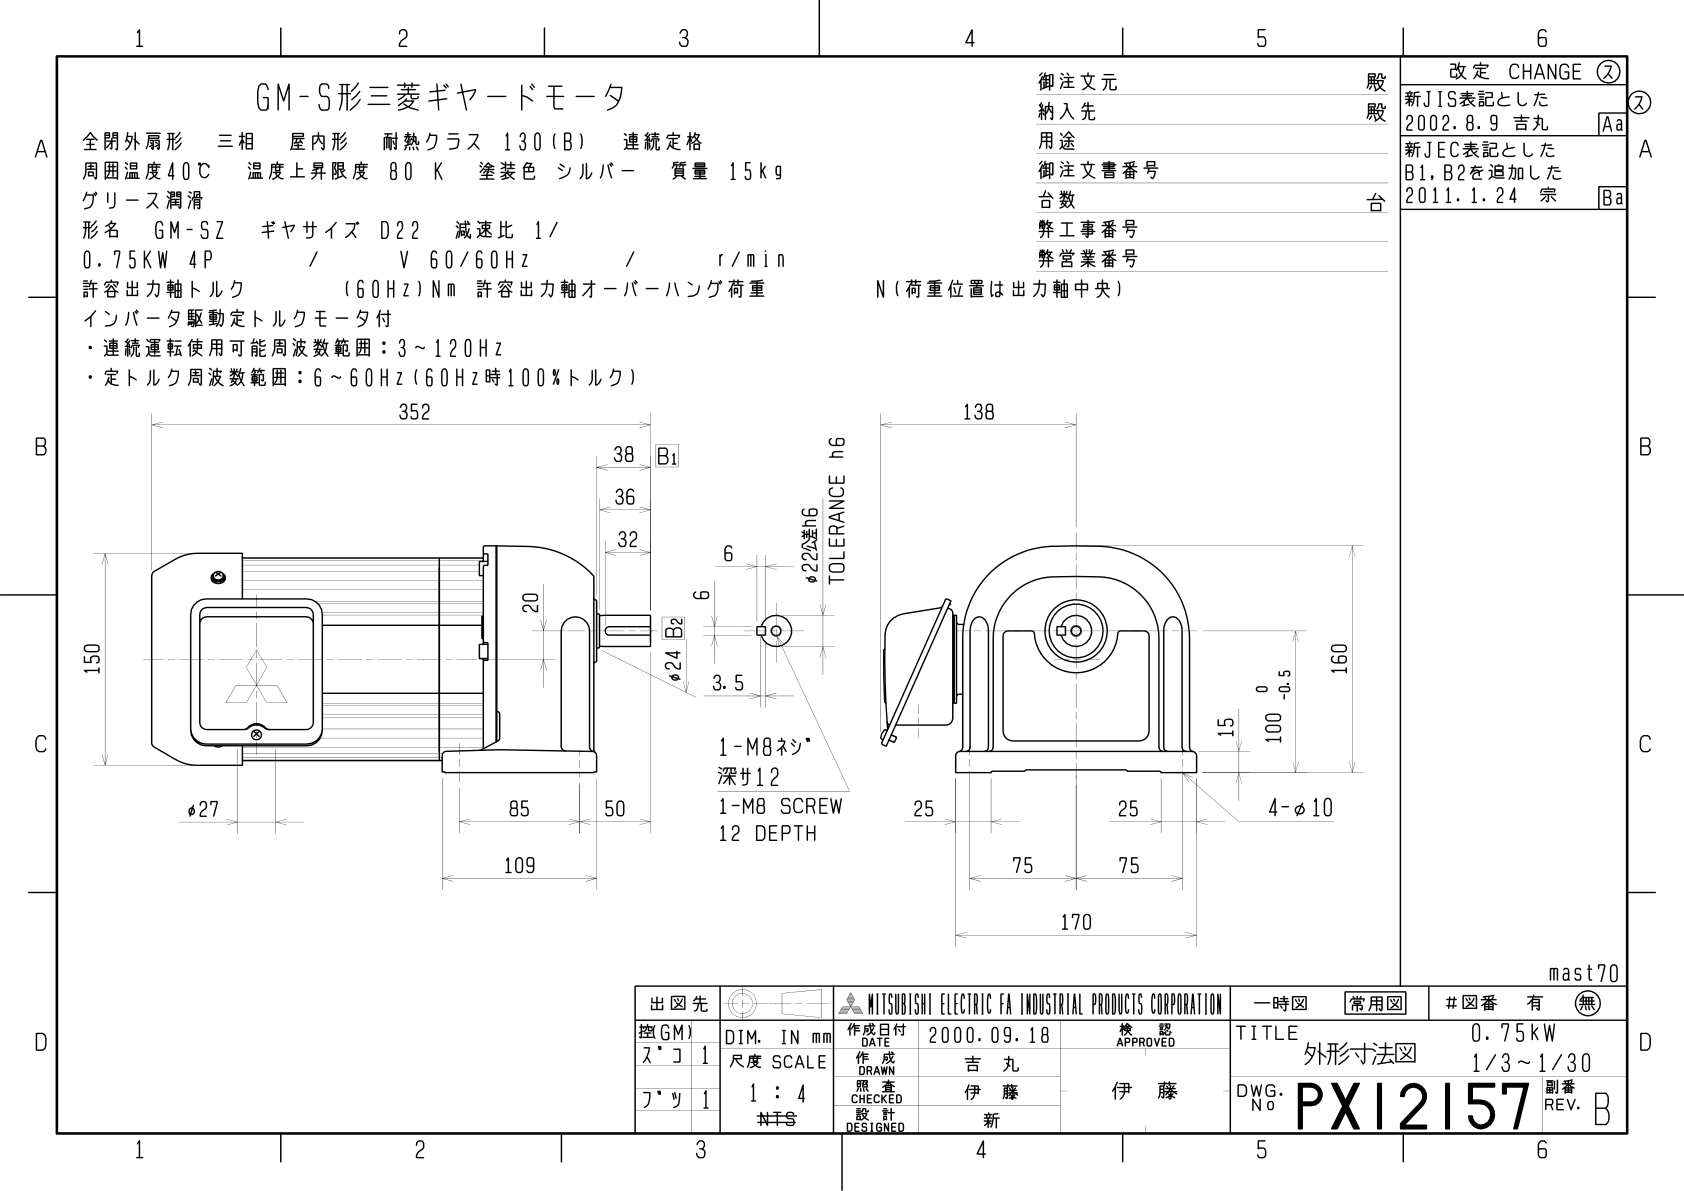 1 2 3 4 5 6
GM-S形三菱ギヤードモータ
全閉外扇形 三相 屋内形 耐熱クラス 130(B) 連続定格
周囲温度40℃ 温度上昇限度 80 K 塗装色 シルバー 質量 15kg
グリース潤滑
形名 GM-SZ ギヤサイズ D22 減速比 1/
0.75KW 4P / V 60/60Hz / r/min
許容出力軸トルク (60Hz)Nm 許容出力軸オーバーハング荷重 N(荷重位置は出力軸中央)
インバータ駆動定トルクモータ付
・連続運転使用可能周波数範囲：3~120Hz
・定トルク周波数範囲：6~60Hz(60Hz時100%トルク)
御注文元 殿
納入先 殿
用途
御注文書番号
台数 台
弊工事番号
弊営業番号
改定 CHANGE ス
新JIS表記とした
2002.8.9 吉丸 Aa
新JEC表記とした
B1,B2を追加した
2011.1.24 宗 Ba
ス
A A
B B
C C
D D
352
38 B1
36
32
20
150
φ24 B2
φ27
85 50
109
6
6
3.5
φ22公差h6
TOLERANCE h6
1-M8ネジ
深サ12
1-M8 SCREW
12 DEPTH
138
160
15
100 0 -0.5
25 25
4-φ10
75 75
170
mast70
出図先
控(GM)
スﾞコ 1
フﾞツ 1
DIM. IN mm
尺度 SCALE
1 : 4
NTS
MITSUBISHI ELECTRIC FA INDUSTRIAL PRODUCTS CORPORATION
作成日付 DATE 2000.09.18
作成 DRAWN 吉丸
照査 CHECKED 伊藤
設計 DESIGNED 新
検認 APPROVED
伊藤
一時図 常用図 #図番 有 無
TITLE 外形寸法図
0.75kW
1/3~1/30
DWG. No PX12157
副番 REV. B
1 2 3 4 5 6